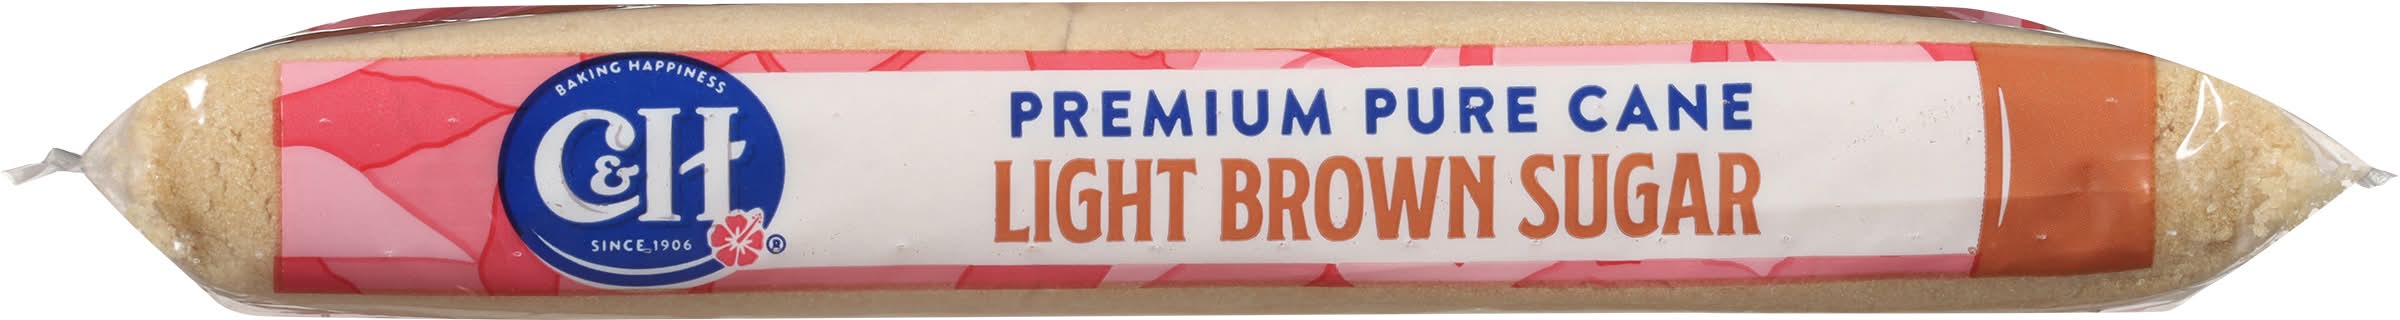 BAKING HAPPINESS
C&H
SINCE 1906
®
PREMIUM PURE CANE
LIGHT BROWN SUGAR